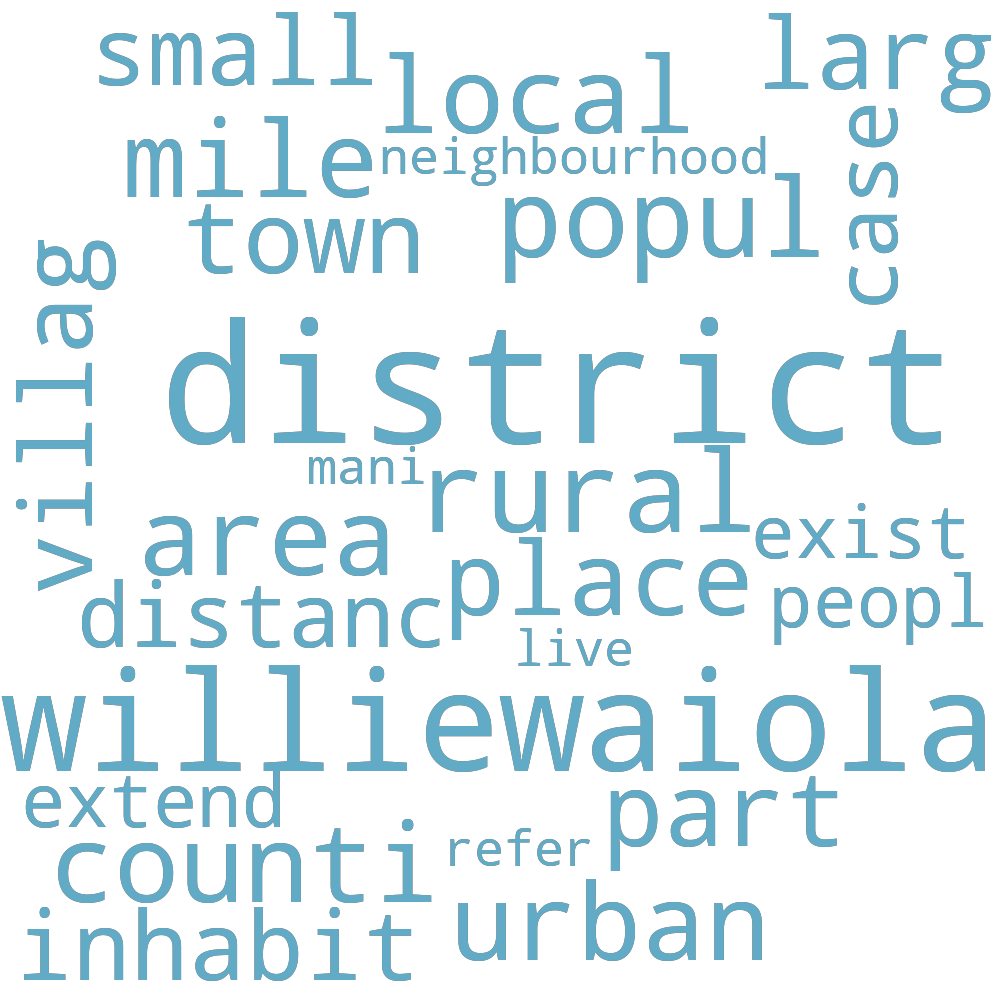 small
local
larg
mile
neighbourhood
case
town
popul
villag
district
mani
rural
area
place
exist
distanc
peopl
live
williewaiola
extend
part
counti
refer
inhabit
urban